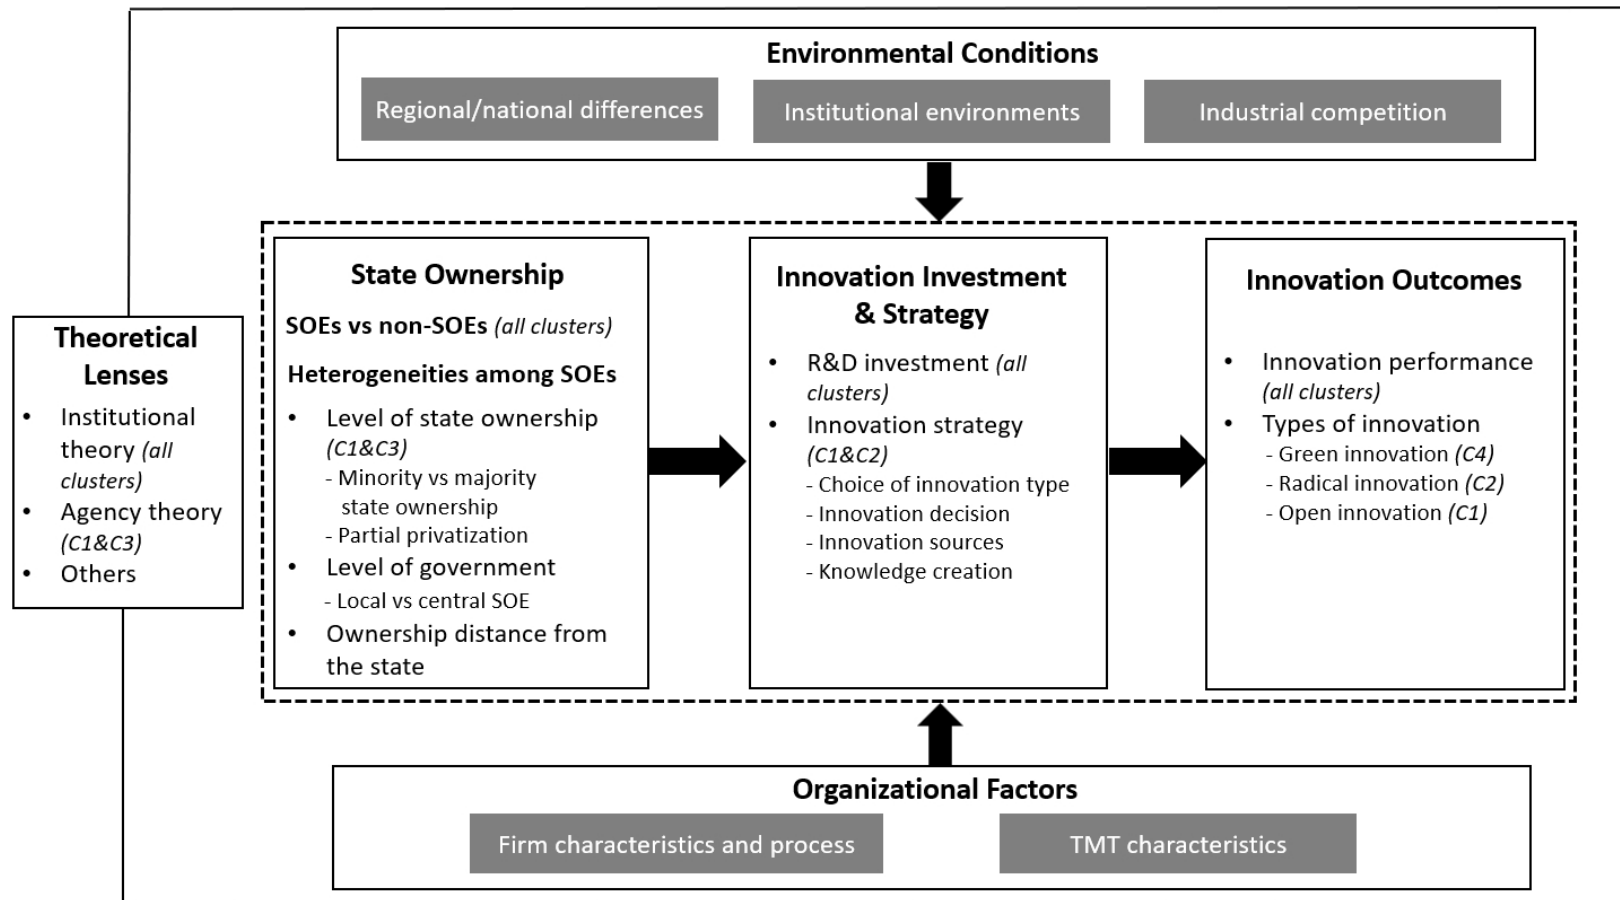 Environmental Conditions
Regional/national differences
Institutional environments
Industrial competition
Theoretical
Lenses
• Institutional
theory (all
clusters)
• Agency theory
(C1&C3)
• Others
State Ownership
SOEs vs non-SOEs (all clusters)
Heterogeneities among SOEs
• Level of state ownership
(C1&C3)
- Minority vs majority
state ownership
- Partial privatization
• Level of government
- Local vs central SOE
• Ownership distance from
the state
Innovation Investment
& Strategy
• R&D investment (all
clusters)
• Innovation strategy
(C1&C2)
- Choice of innovation type
- Innovation decision
- Innovation sources
- Knowledge creation
Innovation Outcomes
• Innovation performance
(all clusters)
• Types of innovation
- Green innovation (C4)
- Radical innovation (C2)
- Open innovation (C1)
Organizational Factors
Firm characteristics and process
TMT characteristics